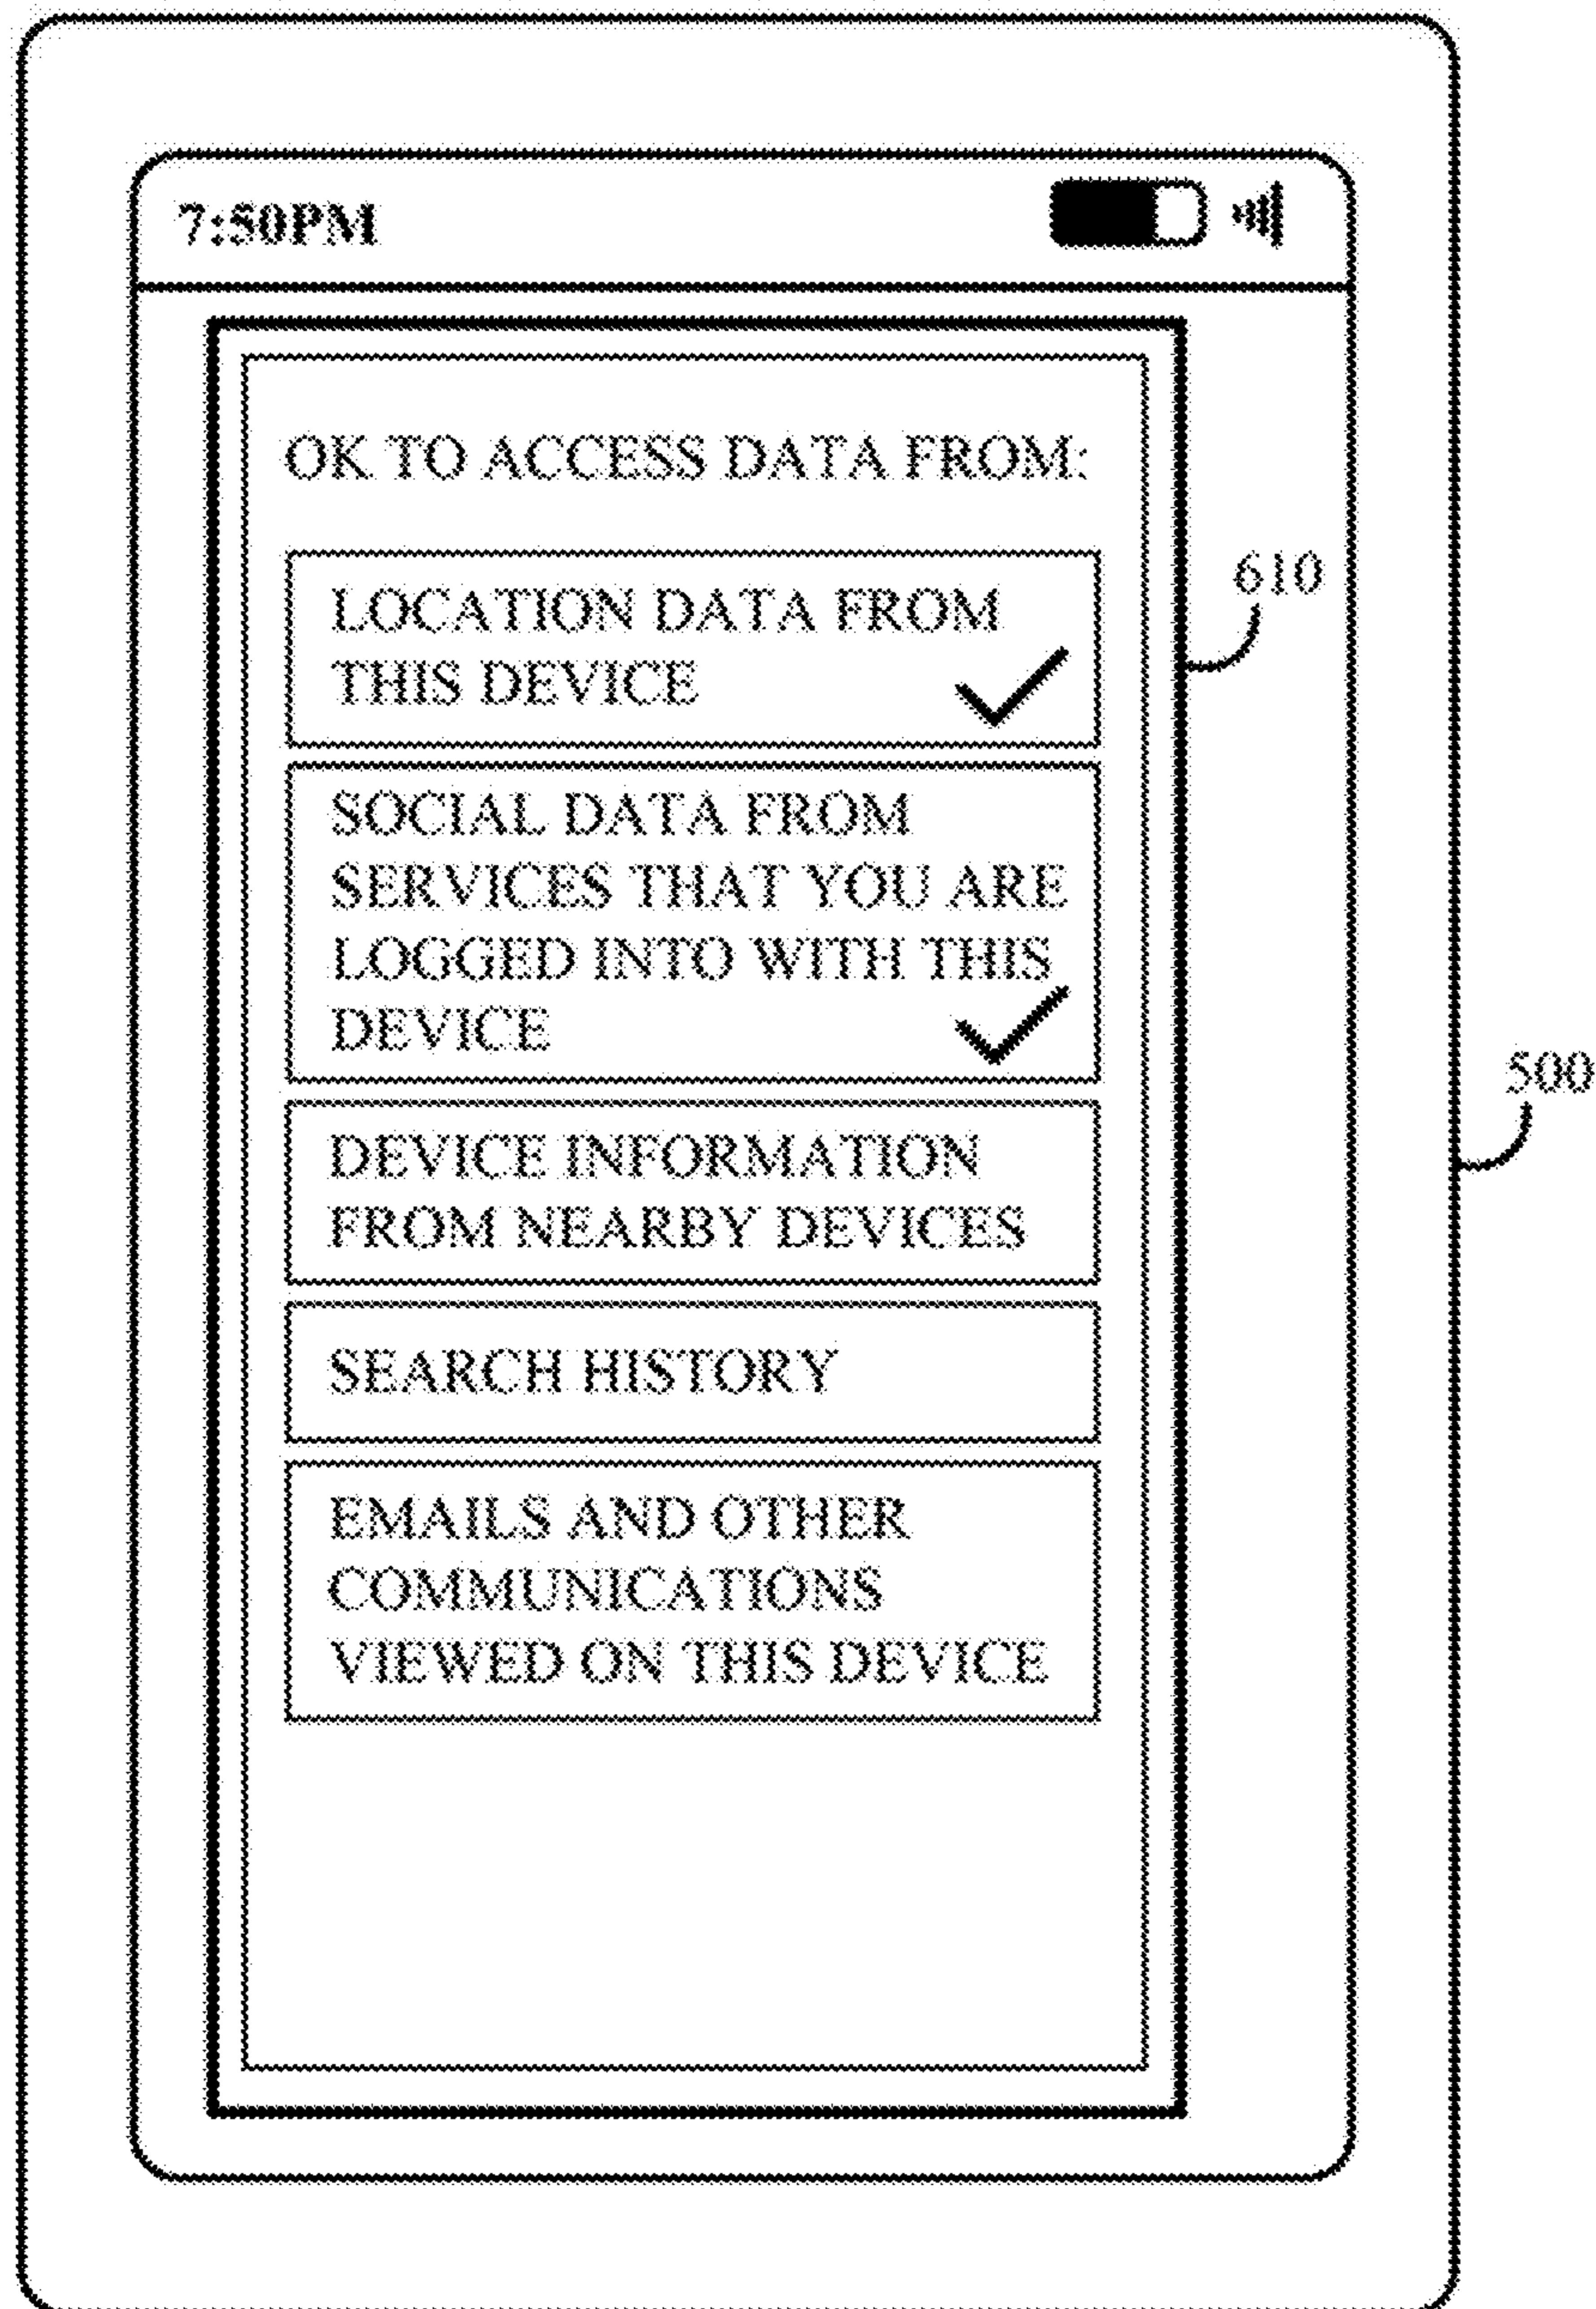 7:50PM
OK TO ACCESS DATA FROM:
LOCATION DATA FROM
THIS DEVICE
610
SOCIAL DATA FROM
SERVICES THAT YOU ARE
LOGGED INTO WITH THIS
DEVICE
500
DEVICE INFORMATION
FROM NEARBY DEVICES
SEARCH HISTORY
EMAILS AND OTHER
COMMUNICATIONS
VIEWED ON THIS DEVICE